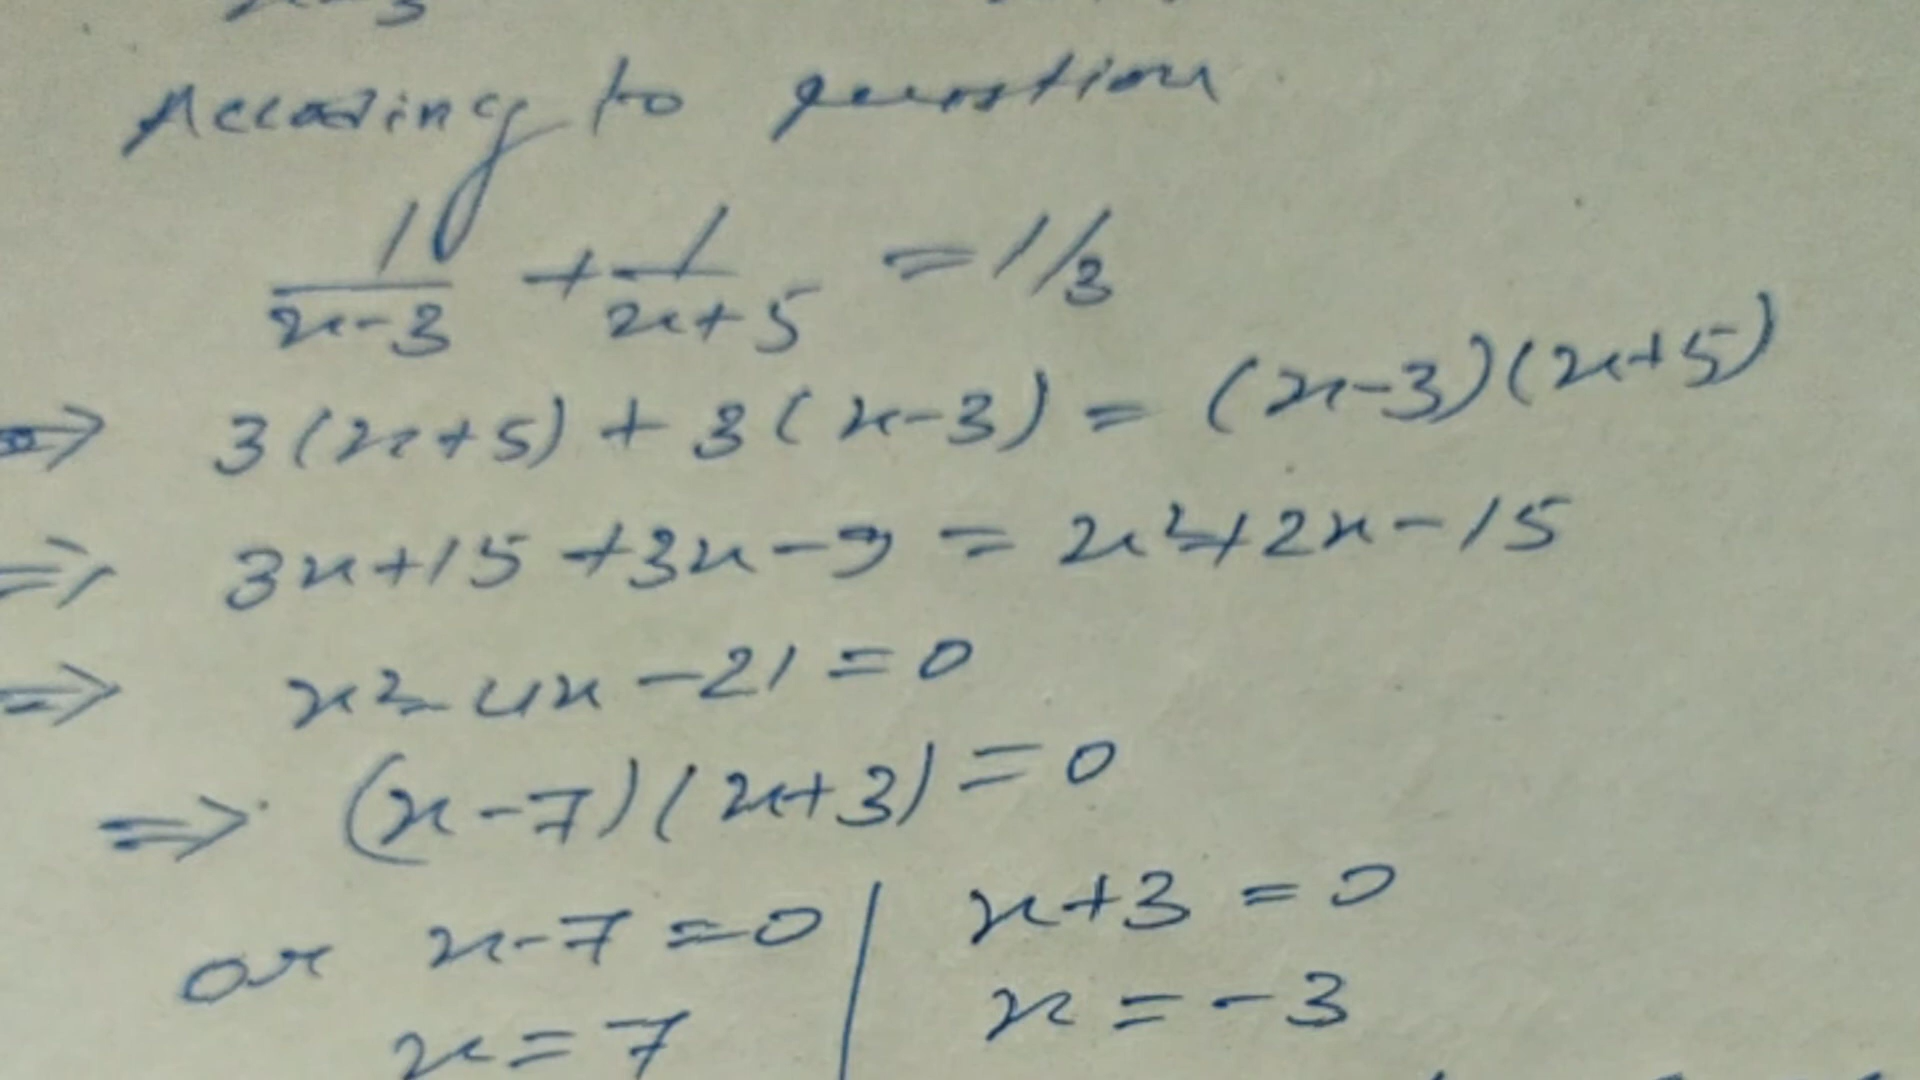 According to question
1/(x-3) + 1/(x+5) = 1/3
⇒ 3(x+5) + 3(x-3) = (x-3)(x+5)
⇒ 3x+15+3x-9 = x²+2x-15
⇒ x²-4x-21=0
⇒ (x-7)(x+3)=0
or x-7=0 | x+3=0
x=7 | x=-3